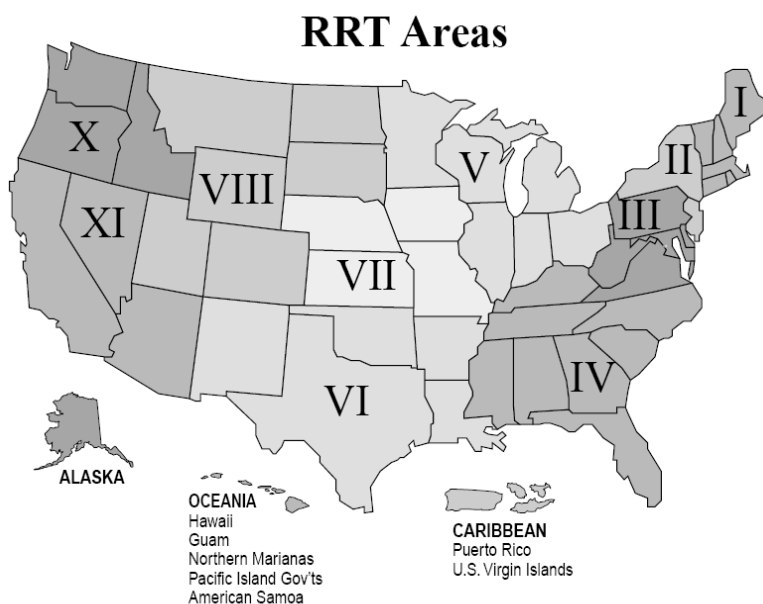 RRT Areas
I
II
X
V
VIII
III
XI
VII
IV
VI
ALASKA
OCEANIA
Hawaii
Guam
Northern Marianas
Pacific Island Gov'ts
American Samoa
CARIBBEAN
Puerto Rico
U.S. Virgin Islands